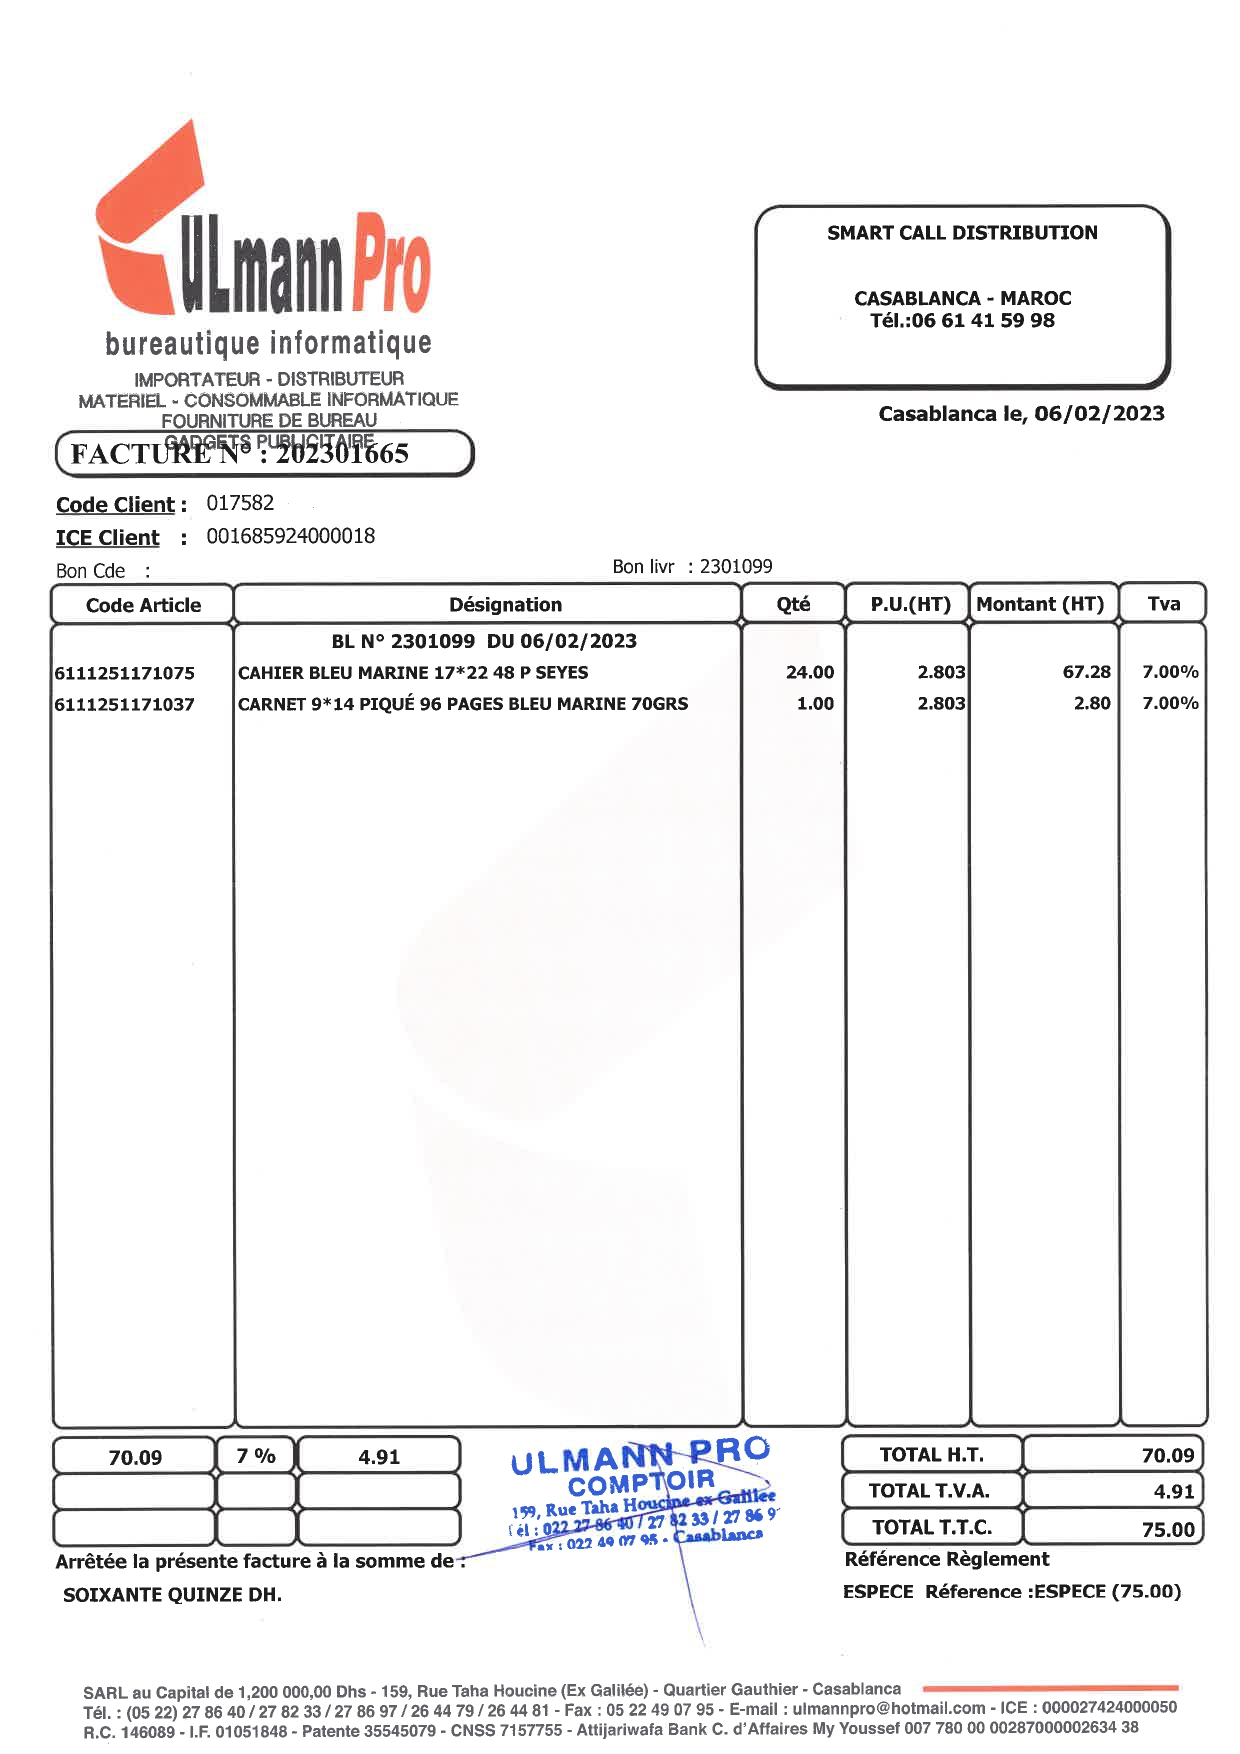 ULmann Pro
bureautique informatique
IMPORTATEUR - DISTRIBUTEUR
MATERIEL - CONSOMMABLE INFORMATIQUE
FOURNITURE DE BUREAU
GADGETS PUBLICITAIRE
SMART CALL DISTRIBUTION
CASABLANCA - MAROC
Tél.:06 61 41 59 98
Casablanca le, 06/02/2023
FACTURE N° : 202301665
Code Client : 017582
ICE Client : 001685924000018
Bon Cde : Bon livr : 2301099
Code Article Désignation Qté P.U.(HT) Montant (HT) Tva
BL N° 2301099 DU 06/02/2023
6111251171075 CAHIER BLEU MARINE 17*22 48 P SEYES 24.00 2.803 67.28 7.00%
6111251171037 CARNET 9*14 PIQUÉ 96 PAGES BLEU MARINE 70GRS 1.00 2.803 2.80 7.00%
70.09 7 % 4.91
ULMANN PRO
COMPTOIR
159, Rue Taha Houcine ex Galilee
Tél : 022 27 86 40 / 27 82 33 / 27 86 9
Fax : 022 49 07 95 - Casablanca
TOTAL H.T. 70.09
TOTAL T.V.A. 4.91
TOTAL T.T.C. 75.00
Arrêtée la présente facture à la somme de :
SOIXANTE QUINZE DH.
Référence Règlement
ESPECE Réference :ESPECE (75.00)
SARL au Capital de 1,200 000,00 Dhs - 159, Rue Taha Houcine (Ex Galilée) - Quartier Gauthier - Casablanca
Tél. : (05 22) 27 86 40 / 27 82 33 / 27 86 97 / 26 44 79 / 26 44 81 - Fax : 05 22 49 07 95 - E-mail : ulmannpro@hotmail.com - ICE : 000027424000050
R.C. 146089 - I.F. 01051848 - Patente 35545079 - CNSS 7157755 - Attijariwafa Bank C. d'Affaires My Youssef 007 780 00 00287000002634 38